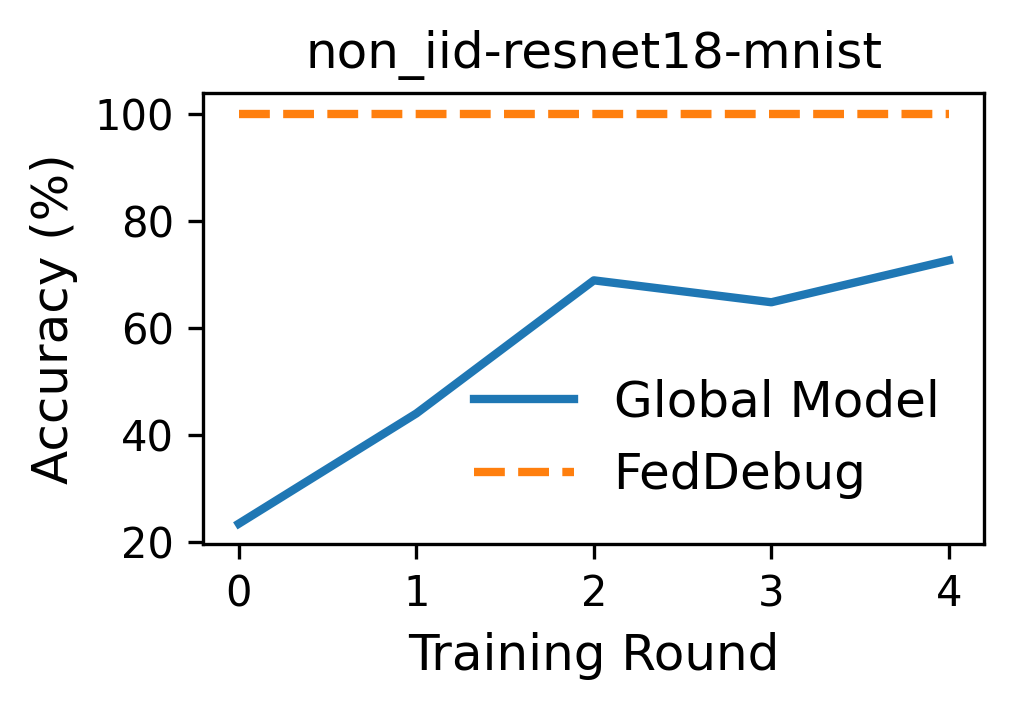 non_iid-resnet18-mnist
Accuracy (%)
100
80
60
40
20
Global Model
FedDebug
0 1 2 3 4
Training Round